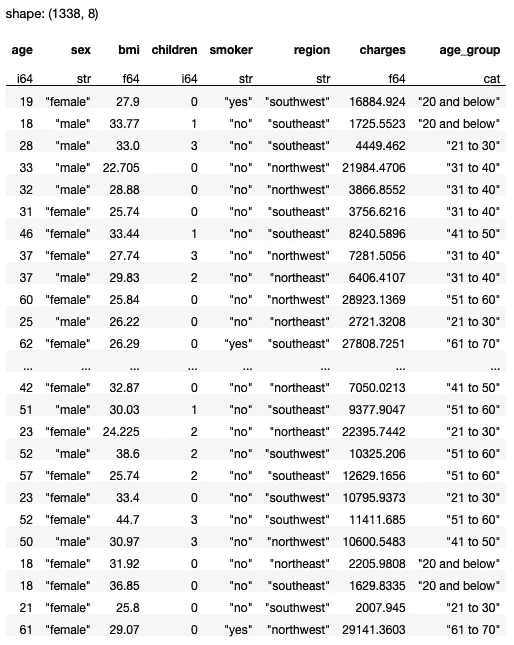 shape: (1338, 8)
age sex bmi children smoker region charges age_group
i64 str f64 i64 str str f64 cat
19 "female" 27.9 0 "yes" "southwest" 16884.924 "20 and below"
18 "male" 33.77 1 "no" "southeast" 1725.5523 "20 and below"
28 "male" 33.0 3 "no" "southeast" 4449.462 "21 to 30"
33 "male" 22.705 0 "no" "northwest" 21984.4706 "31 to 40"
32 "male" 28.88 0 "no" "northwest" 3866.8552 "31 to 40"
31 "female" 25.74 0 "no" "southeast" 3756.6216 "31 to 40"
46 "female" 33.44 1 "no" "southeast" 8240.5896 "41 to 50"
37 "female" 27.74 3 "no" "northwest" 7281.5056 "31 to 40"
37 "male" 29.83 2 "no" "northeast" 6406.4107 "31 to 40"
60 "female" 25.84 0 "no" "northwest" 28923.1369 "51 to 60"
25 "male" 26.22 0 "no" "northeast" 2721.3208 "21 to 30"
62 "female" 26.29 0 "yes" "southeast" 27808.7251 "61 to 70"
... ... ... ... ... ... ... ...
42 "female" 32.87 0 "no" "northeast" 7050.0213 "41 to 50"
51 "male" 30.03 1 "no" "southeast" 9377.9047 "51 to 60"
23 "female" 24.225 2 "no" "northeast" 22395.7442 "21 to 30"
52 "male" 38.6 2 "no" "southwest" 10325.206 "51 to 60"
57 "female" 25.74 2 "no" "southeast" 12629.1656 "51 to 60"
23 "female" 33.4 0 "no" "southwest" 10795.9373 "21 to 30"
52 "female" 44.7 3 "no" "southwest" 11411.685 "51 to 60"
50 "male" 30.97 3 "no" "northwest" 10600.5483 "41 to 50"
18 "female" 31.92 0 "no" "northeast" 2205.9808 "20 and below"
18 "female" 36.85 0 "no" "southeast" 1629.8335 "20 and below"
21 "female" 25.8 0 "no" "southwest" 2007.945 "21 to 30"
61 "female" 29.07 0 "yes" "northwest" 29141.3603 "61 to 70"